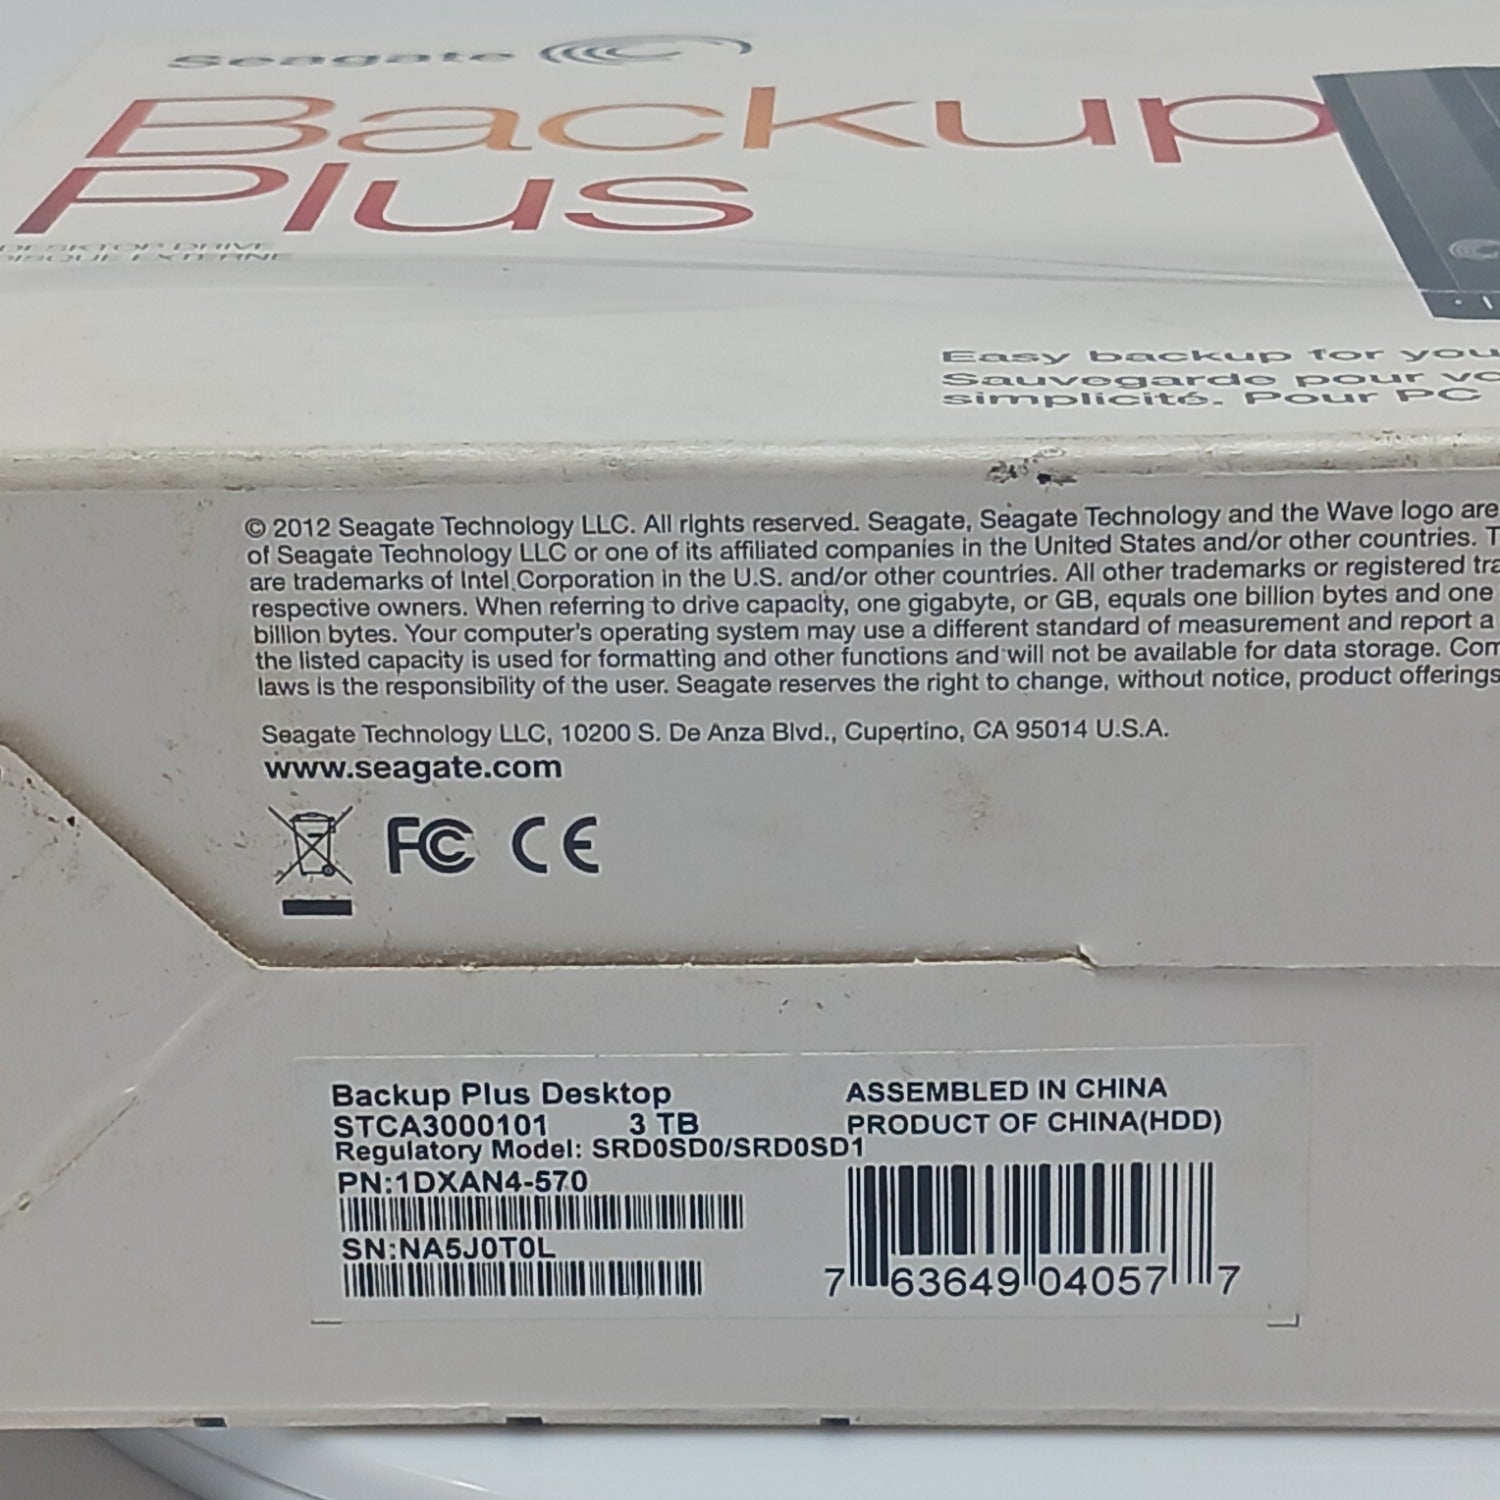 Seagate
Backup
Plus
DESKTOP DRIVE
DISQUE EXTERNE
Easy backup for you
Sauvegarde pour
simplicité. Pour PC
© 2012 Seagate Technology LLC. All rights reserved. Seagate, Seagate Technology and the Wave logo are
of Seagate Technology LLC or one of its affiliated companies in the United States and/or other countries.
are trademarks of Intel Corporation in the U.S. and/or other countries. All other trademarks or registered
respective owners. When referring to drive capacity, one gigabyte, or GB, equals one billion bytes and one
billion bytes. Your computer's operating system may use a different standard of measurement and report a
the listed capacity is used for formatting and other functions and will not be available for data storage.
laws is the responsibility of the user. Seagate reserves the right to change, without notice, product offerings
Seagate Technology LLC, 10200 S. De Anza Blvd., Cupertino, CA 95014 U.S.A.
www.seagate.com
FC CE
Backup Plus Desktop
STCA3000101 3 TB
Regulatory Model: SRD0SD0/SRD0SD1
PN:1DXAN4-570
SN:NA5J0T0L
ASSEMBLED IN CHINA
PRODUCT OF CHINA(HDD)
7 63649 04057 7